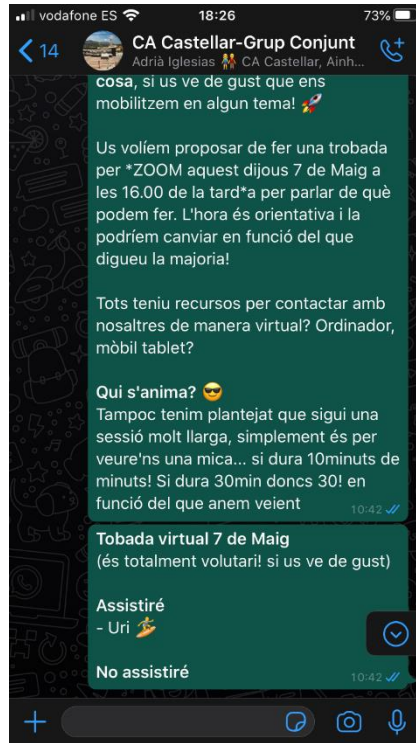 vodafone ES
18:26
73%
14
CA Castellar-Grup Conjunt
Adrià Iglesias 👫 CA Castellar, Ainh...
cosa, si us ve de gust que ens
mobilitzem en algun tema! 🚀
Us volíem proposar de fer una trobada
per *ZOOM aquest dijous 7 de Maig a
les 16.00 de la tard*a per parlar de què
podem fer. L'hora és orientativa i la
podríem canviar en funció del que
digueu la majoria!
Tots teniu recursos per contactar amb
nosaltres de manera virtual? Ordinador,
mòbil tablet?
Qui s'anima? 😎
Tampoc tenim plantejat que sigui una
sessió molt llarga, simplement és per
veure'ns una mica... si dura 10minuts de
minuts! Si dura 30min doncs 30! en
funció del que anem veient
10:42
Tobada virtual 7 de Maig
(és totalment volutari! si us ve de gust)
Assistiré
- Uri 🏄
No assistiré
10:42